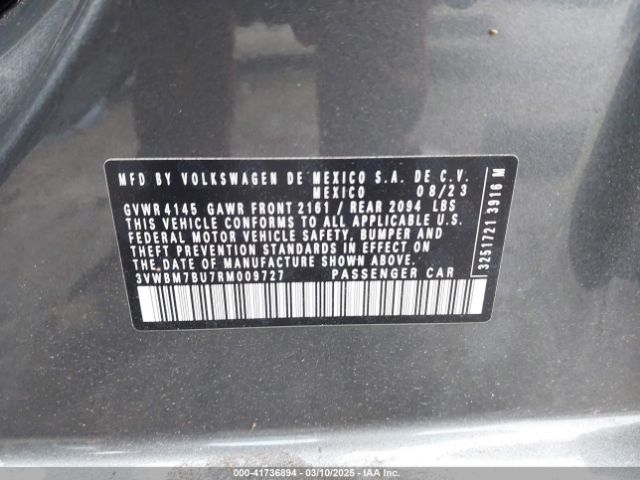 MFD BY VOLKSWAGEN DE MEXICO S.A. DE C.V.
MEXICO 08/23
GVWR 4145 GAWR FRONT 2161 / REAR 2094 LBS
THIS VEHICLE CONFORMS TO ALL APPLICABLE U.S.
FEDERAL MOTOR VEHICLE SAFETY, BUMPER AND
THEFT PREVENTION STANDARDS IN EFFECT ON
THE DATE OF MANUFACTURE SHOWN ABOVE.
3VWBM7BU7RM009727 PASSENGER CAR
3251721 3916 M
000-41736894 03/10/2025 IAAI.COM